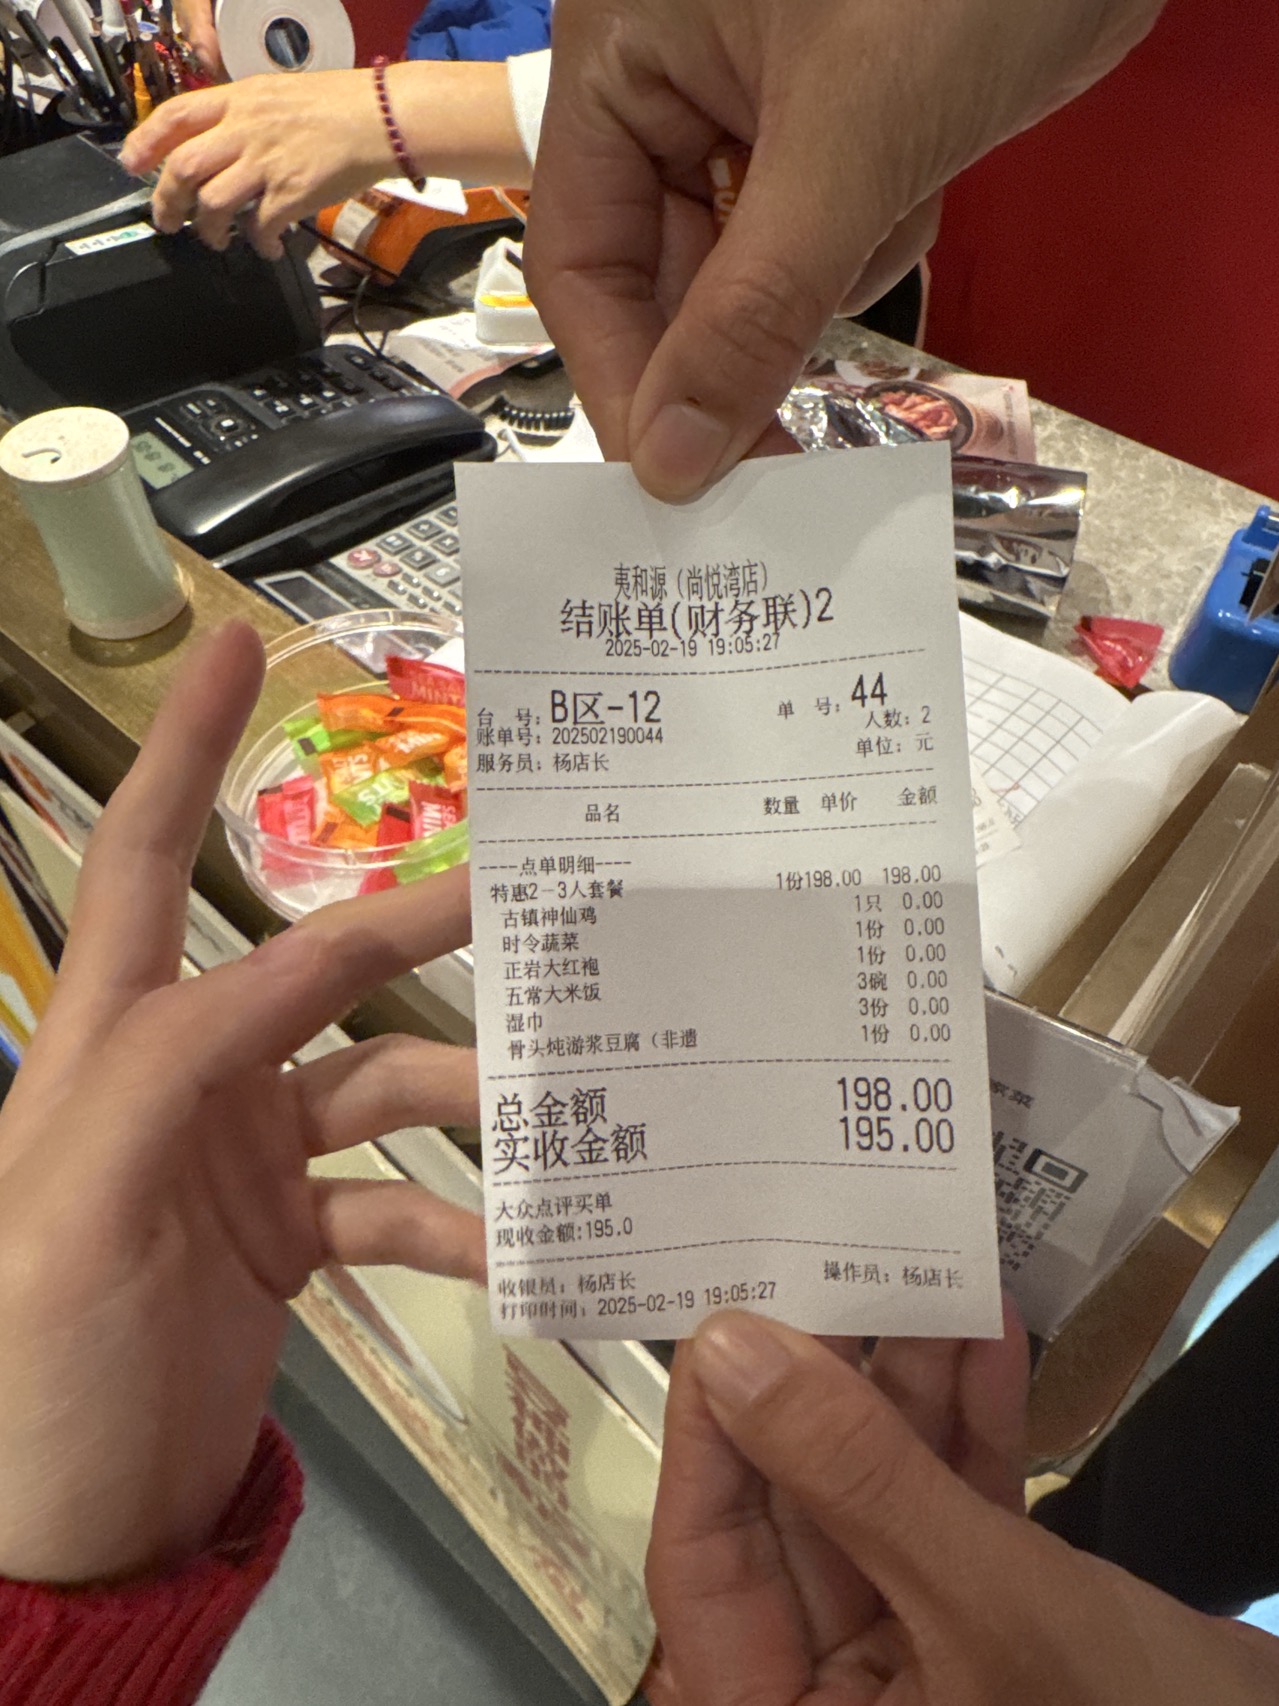 夷和源（尚悦湾店）
结账单(财务联)2
2025-02-19 19:05:27
台 号：B区-12 单 号：44
人数：2
账单号：202502190044
单位：元
服务员：杨店长
品名 数量 单价 金额
----点单明细----
特惠2－3人套餐 1份198.00 198.00
古镇神仙鸡 1只 0.00
时令蔬菜 1份 0.00
正岩大红袍 1份 0.00
五常大米饭 3碗 0.00
湿巾 3份 0.00
骨头炖游浆豆腐（非遗 1份 0.00
总金额 198.00
实收金额 195.00
大众点评买单
现收金额:195.0
收银员：杨店长 操作员：杨店长
打印时间：2025-02-19 19:05:27